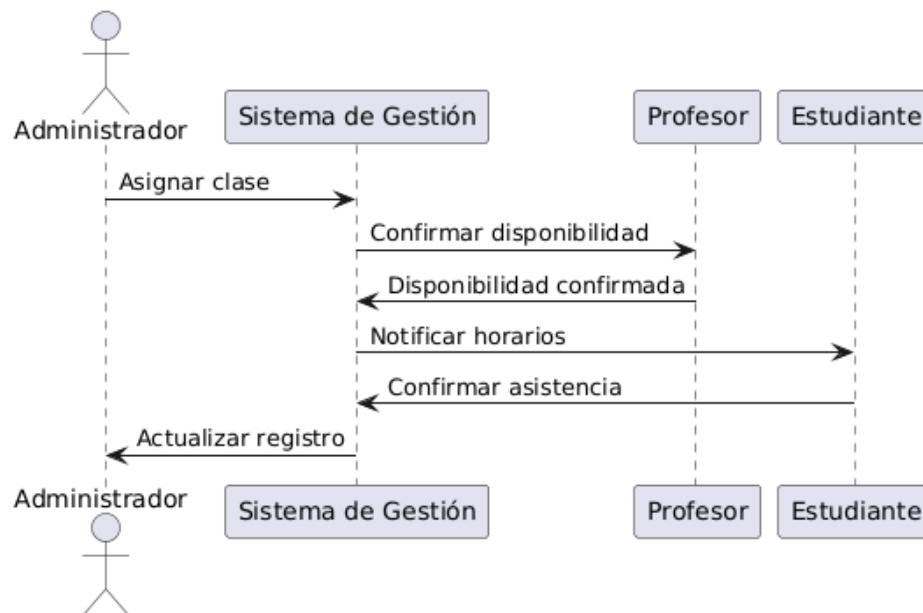 Administrador
Sistema de Gestión
Profesor
Estudiante
Asignar clase
Confirmar disponibilidad
Disponibilidad confirmada
Notificar horarios
Confirmar asistencia
Actualizar registro
Administrador
Sistema de Gestión
Profesor
Estudiante